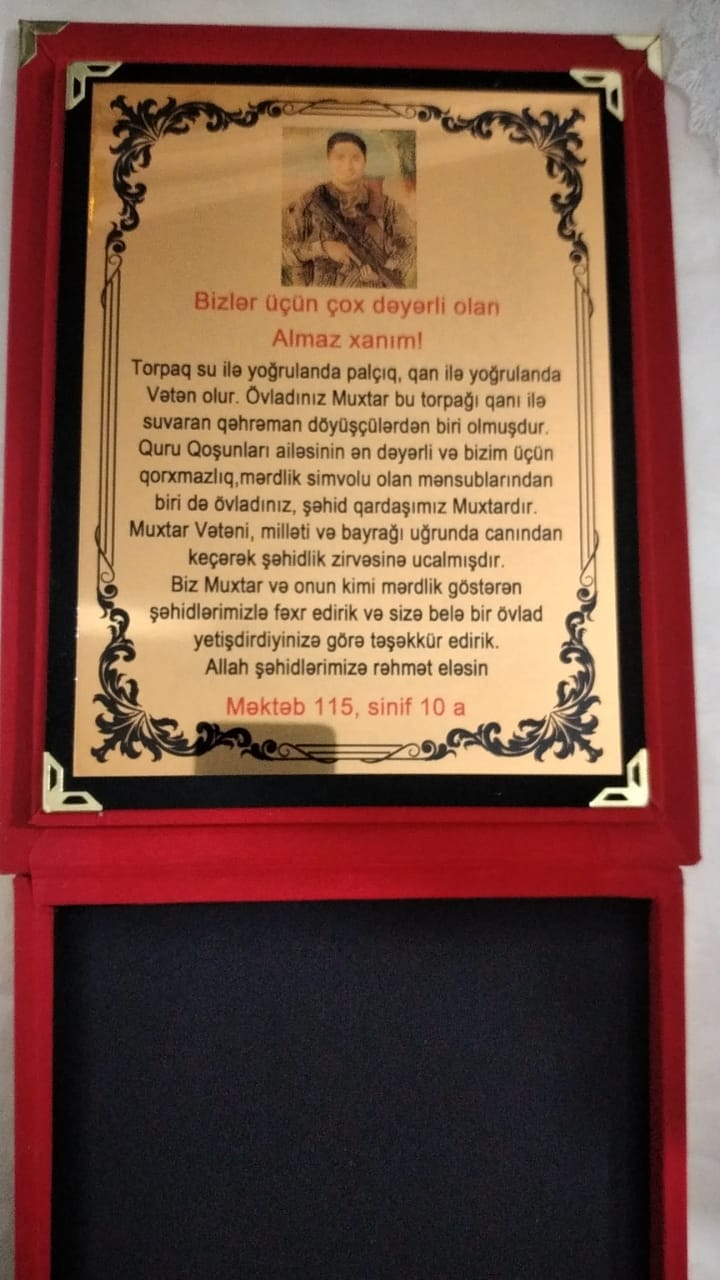 Bizlər üçün çox dəyərli olan
Almaz xanım!
Torpaq su ilə yoğrulanda palçıq, qan ilə yoğrulanda
Vətən olur. Övladınız Muxtar bu torpağı qanı ilə
suvaran qəhrəman döyüşçülərdən biri olmuşdur.
Quru Qoşunları ailəsinin ən dəyərli və bizim üçün
qorxmazlıq,mərdlik simvolu olan mənsublarından
biri də övladınız, şəhid qardaşımız Muxtardır.
Muxtar Vətəni, milləti və bayrağı uğrunda canından
keçərək şəhidlik zirvəsinə ucalmışdır.
Biz Muxtar və onun kimi mərdlik göstərən
şəhidlərimizlə fəxr edirik və sizə belə bir övlad
yetişdirdiyinizə görə təşəkkür edirik.
Allah şəhidlərimizə rəhmət eləsin
Məktəb 115, sinif 10 a